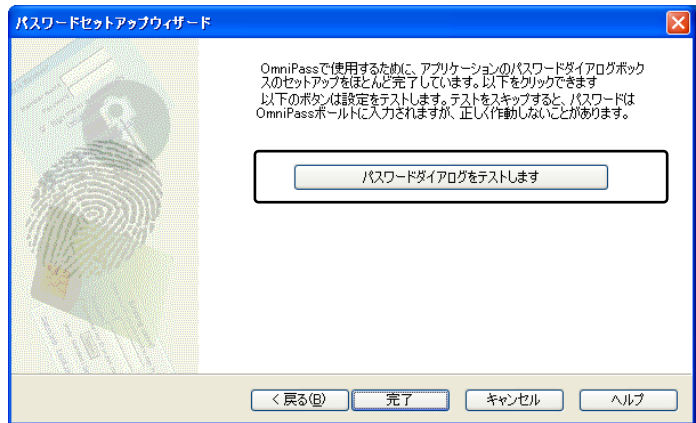 パスワードセットアップウィザード
OmniPassで使用するために、アプリケーションのパスワードダイアログボック
スのセットアップをほとんど完了しています。以下をクリックできます
以下のボタンは設定をテストします。テストをスキップすると、パスワードは
OmniPassボールトに入力されますが、正しく作動しないことがあります。
パスワードダイアログをテストします
< 戻る(B)
完了
キャンセル
ヘルプ